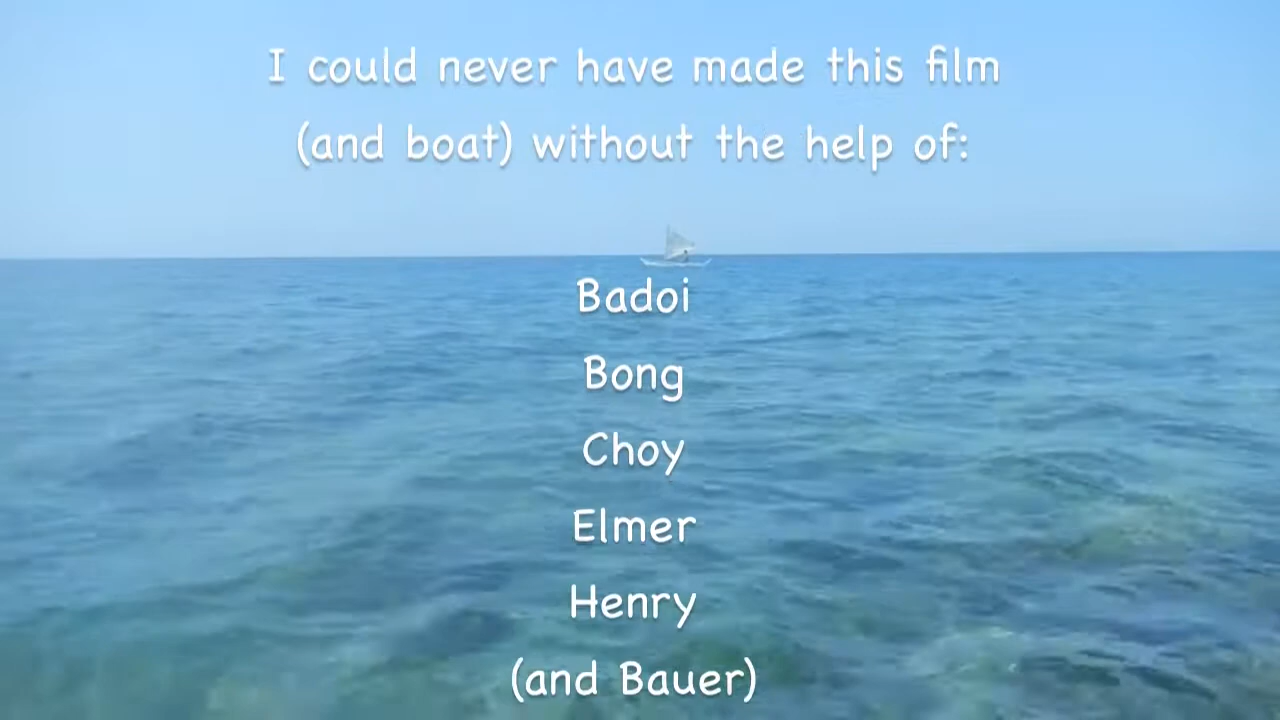 I could never have made this film
(and boat) without the help of:
Badoi
Bong
Choy
Elmer
Henry
(and Bauer)